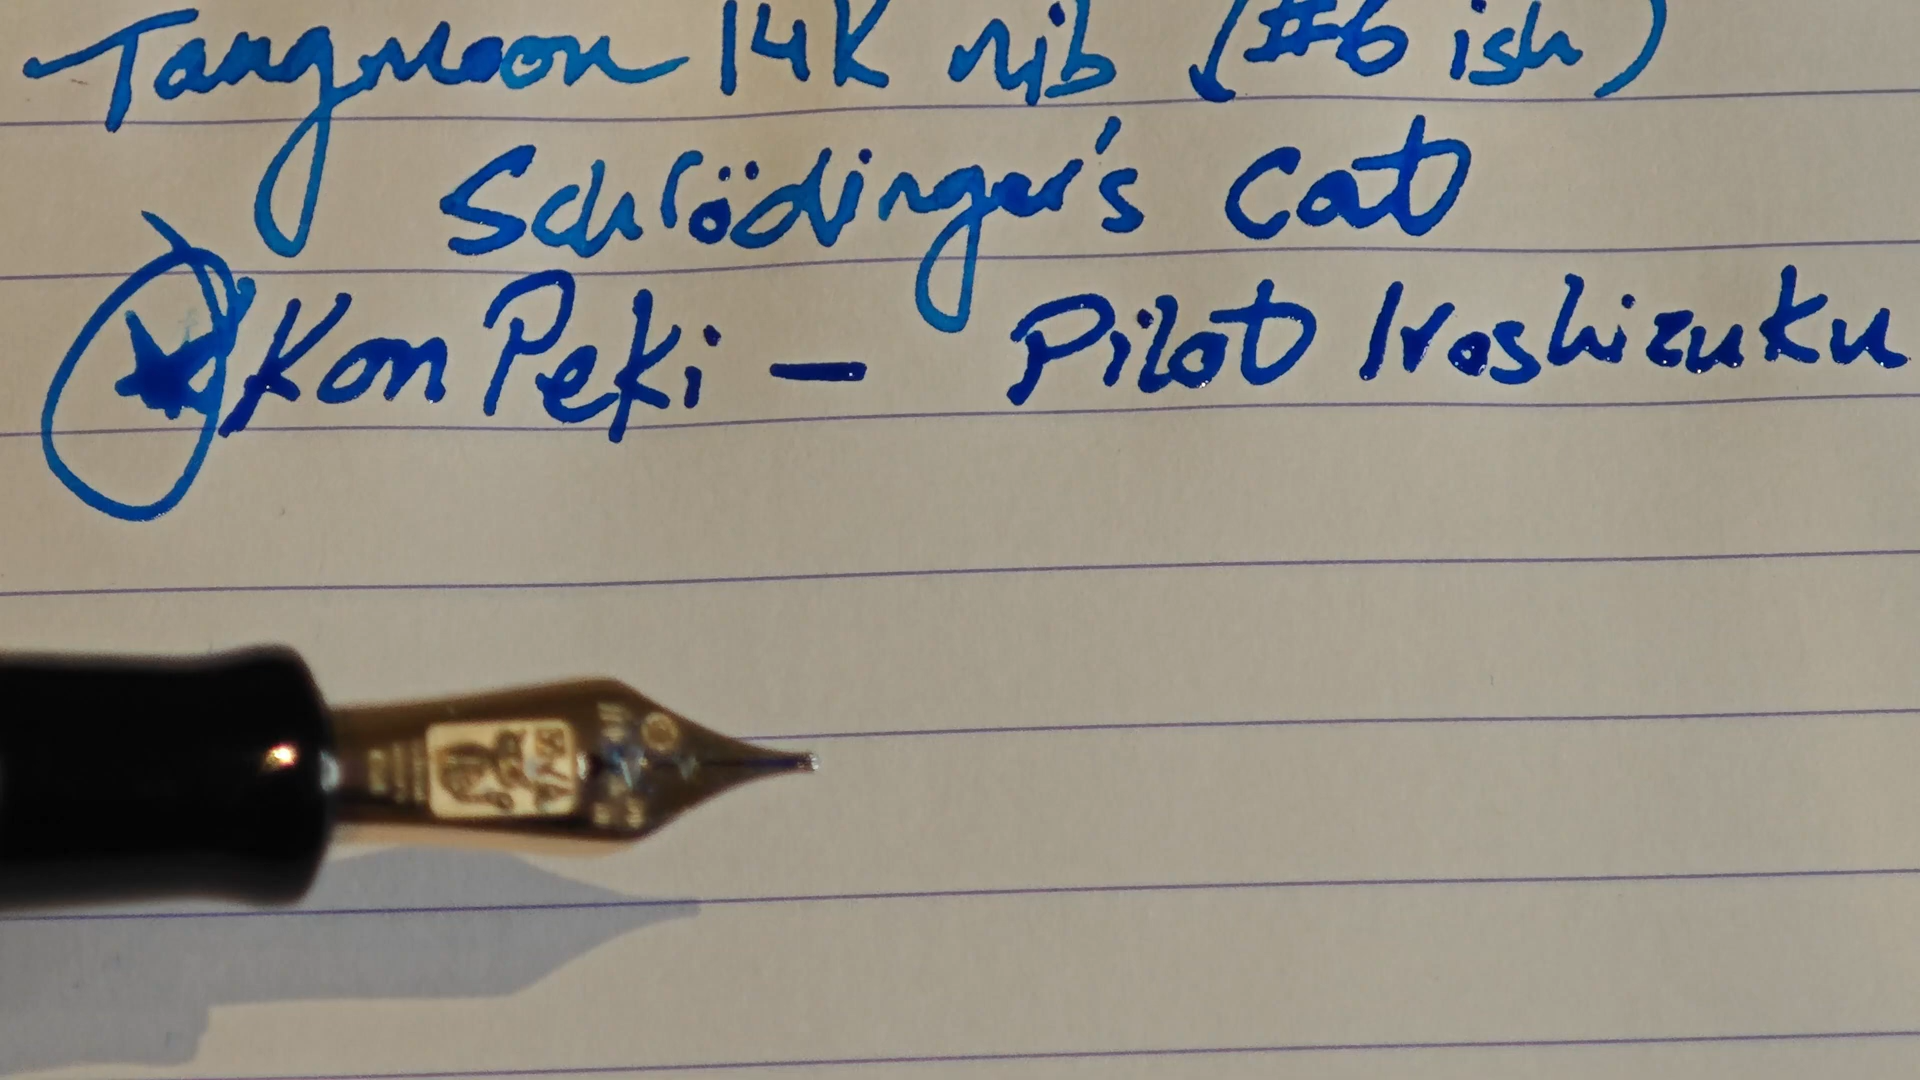 Tangmoon 14K nib (#6 ish)
Schrödinger's cat
Kon Peki - Pilot Iroshizuku